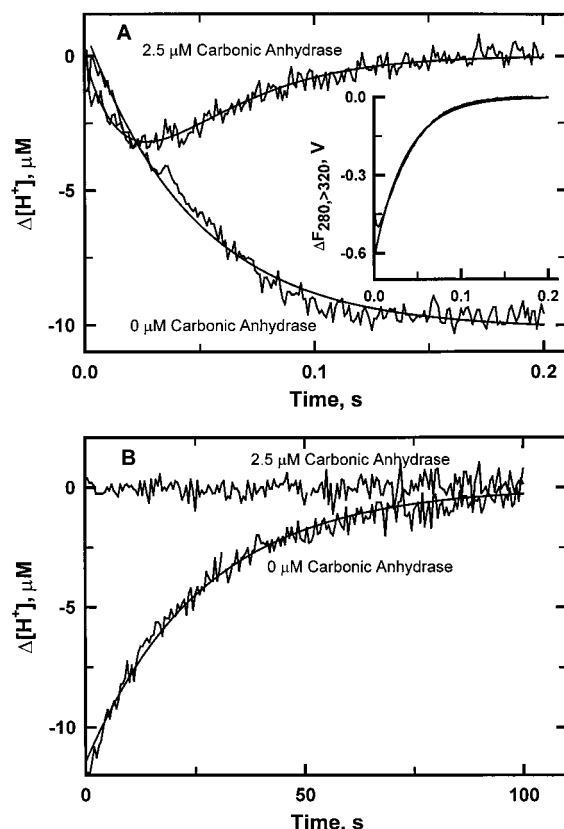 A
2.5 µM Carbonic Anhydrase
0 µM Carbonic Anhydrase
Δ[H⁺], µM
0
-5
-10
0.0
0.1
0.2
Time, s
ΔF280,>320, V
0.0
-0.3
-0.6
0.0
0.1
0.2
B
2.5 µM Carbonic Anhydrase
0 µM Carbonic Anhydrase
Δ[H⁺], µM
0
-5
-10
0
50
100
Time, s